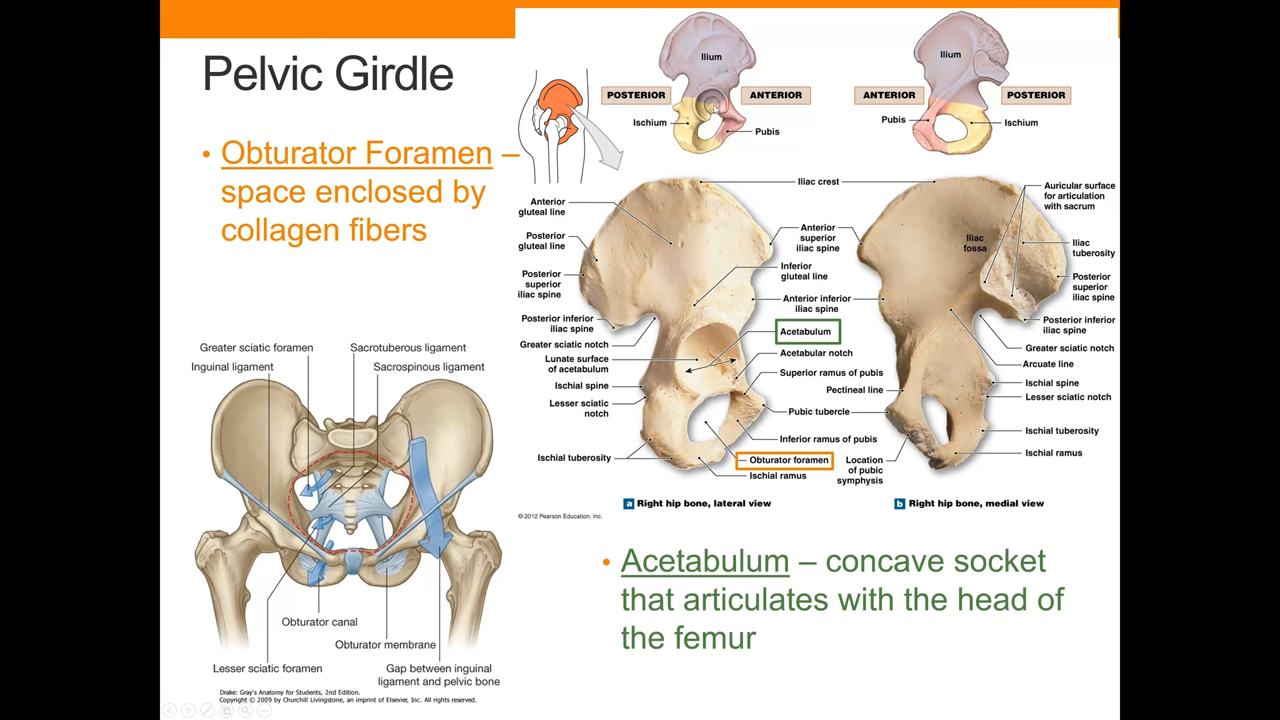 Pelvic Girdle
• Obturator Foramen –
space enclosed by
collagen fibers
Ilium
POSTERIOR
ANTERIOR
Ischium
Pubis
Ilium
ANTERIOR
POSTERIOR
Pubis
Ischium
Iliac crest
Anterior
gluteal line
Posterior
gluteal line
Posterior
superior
iliac spine
Posterior inferior
iliac spine
Greater sciatic notch
Lunate surface
of acetabulum
Ischial spine
Lesser sciatic
notch
Ischial tuberosity
Anterior
superior
iliac spine
Inferior
gluteal line
Anterior inferior
iliac spine
Acetabulum
Acetabular notch
Superior ramus of pubis
Pectineal line
Pubic tubercle
Inferior ramus of pubis
Obturator foramen
Ischial ramus
Location
of pubic
symphysis
Auricular surface
for articulation
with sacrum
Iliac
fossa
Iliac
tuberosity
Posterior
superior
iliac spine
Posterior inferior
iliac spine
Greater sciatic notch
Arcuate line
Ischial spine
Lesser sciatic notch
Ischial tuberosity
Ischial ramus
a Right hip bone, lateral view
b Right hip bone, medial view
© 2012 Pearson Education, Inc.
Greater sciatic foramen
Inguinal ligament
Sacrotuberous ligament
Sacrospinous ligament
Obturator canal
Obturator membrane
Lesser sciatic foramen
Gap between inguinal
ligament and pelvic bone
Drake: Gray's Anatomy for Students, 2nd Edition.
Copyright © 2009 by Churchill Livingstone, an imprint of Elsevier, Inc. All rights reserved.
• Acetabulum – concave socket
that articulates with the head of
the femur